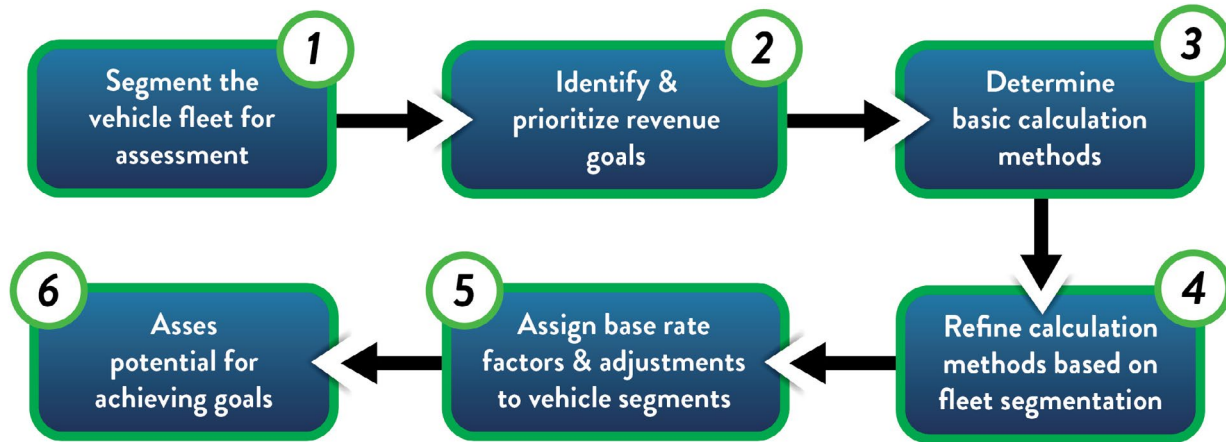 1
Segment the
vehicle fleet for
assessment
2
Identify &
prioritize revenue
goals
3
Determine
basic calculation
methods
4
Refine calculation
methods based on
fleet segmentation
5
Assign base rate
factors & adjustments
to vehicle segments
6
Asses
potential for
achieving goals